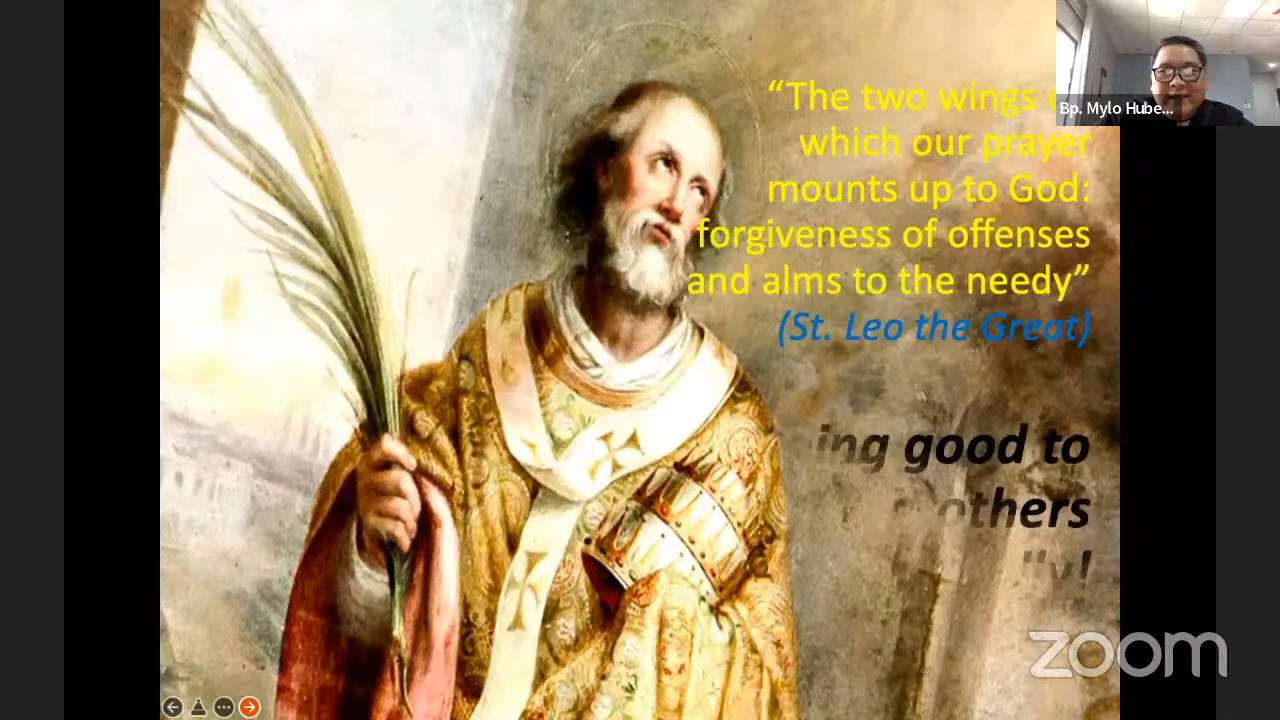 “The two wings
which our prayer
mounts up to God:
forgiveness of offenses
and alms to the needy”
(St. Leo the Great)
Bp. Mylo Hube...
good to
others
zoom